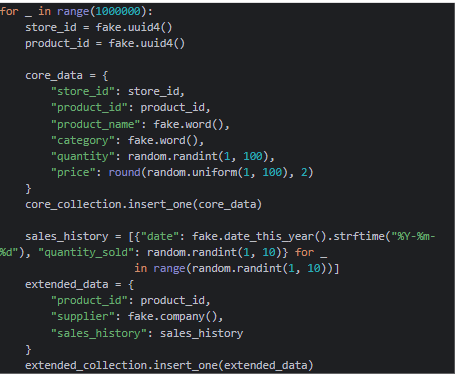 for _ in range(1000000):
    store_id = fake.uuid4()
    product_id = fake.uuid4()

    core_data = {
        "store_id": store_id,
        "product_id": product_id,
        "product_name": fake.word(),
        "category": fake.word(),
        "quantity": random.randint(1, 100),
        "price": round(random.uniform(1, 100), 2)
    }
    core_collection.insert_one(core_data)

    sales_history = [{"date": fake.date_this_year().strftime("%Y-%m-
%d"), "quantity_sold": random.randint(1, 10)} for _
                     in range(random.randint(1, 10))]
    extended_data = {
        "product_id": product_id,
        "supplier": fake.company(),
        "sales_history": sales_history
    }
    extended_collection.insert_one(extended_data)